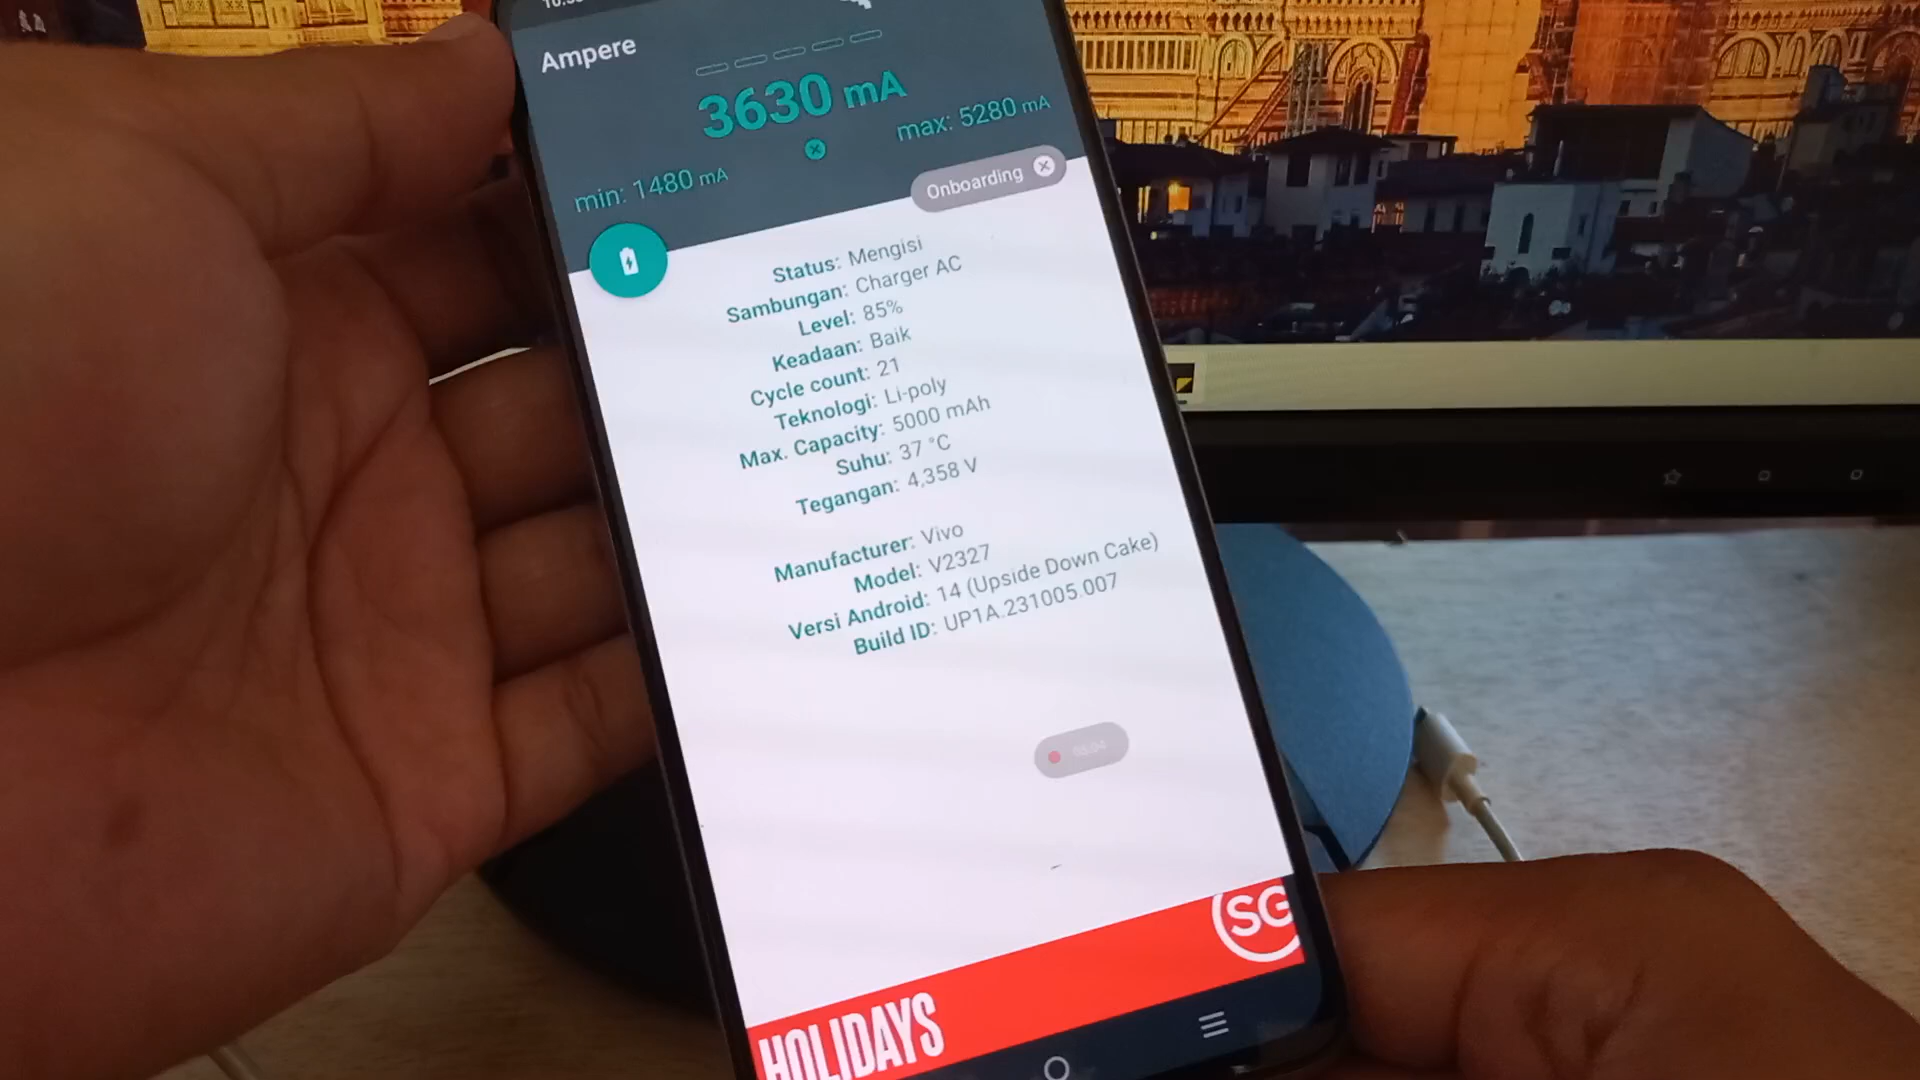 Ampere
3630 mA
min: 1480 mA
max: 5280 mA
Onboarding
Status: Mengisi
Sambungan: Charger AC
Level: 85%
Keadaan: Baik
Cycle count: 21
Teknologi: Li-poly
Max. Capacity: 5000 mAh
Suhu: 37 °C
Tegangan: 4,358 V
Manufacturer: Vivo
Model: V2327
Versi Android: 14 (Upside Down Cake)
Build ID: UP1A.231005.007
SG
HOLIDAYS